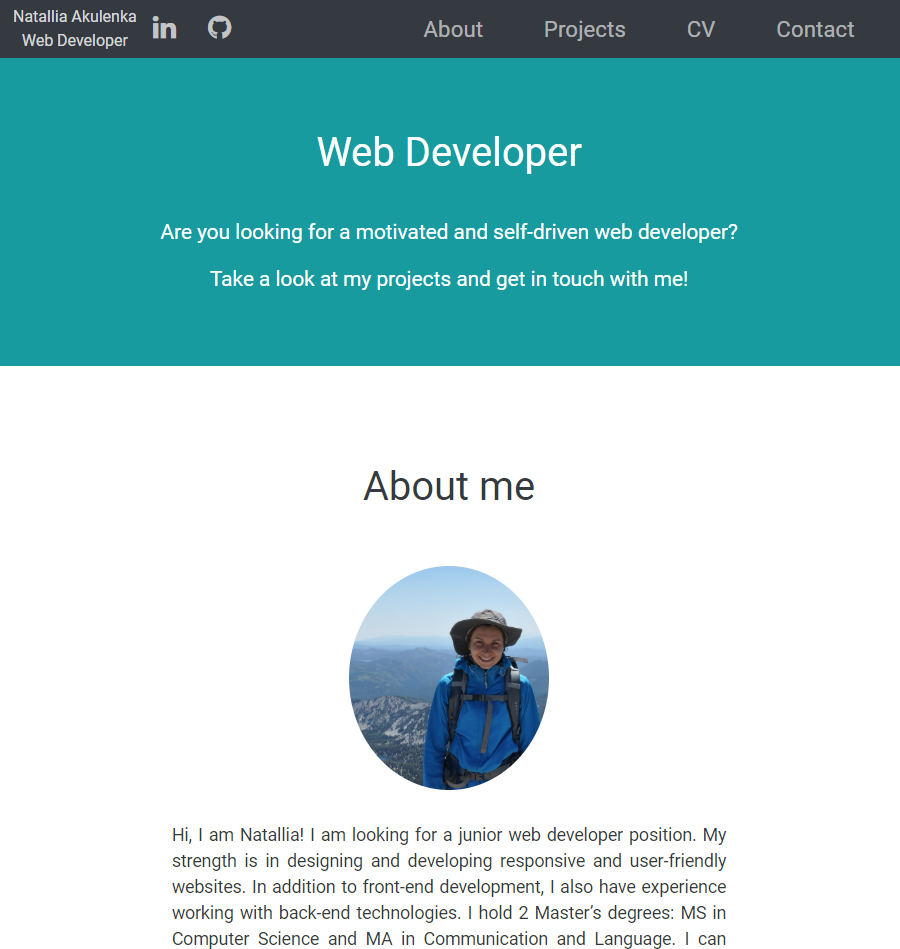 Natallia Akulenka
Web Developer
in
About
Projects
CV
Contact
Web Developer
Are you looking for a motivated and self-driven web developer?
Take a look at my projects and get in touch with me!
About me
Hi, I am Natallia! I am looking for a junior web developer position. My
strength is in designing and developing responsive and user-friendly
websites. In addition to front-end development, I also have experience
working with back-end technologies. I hold 2 Master’s degrees: MS in
Computer Science and MA in Communication and Language. I can